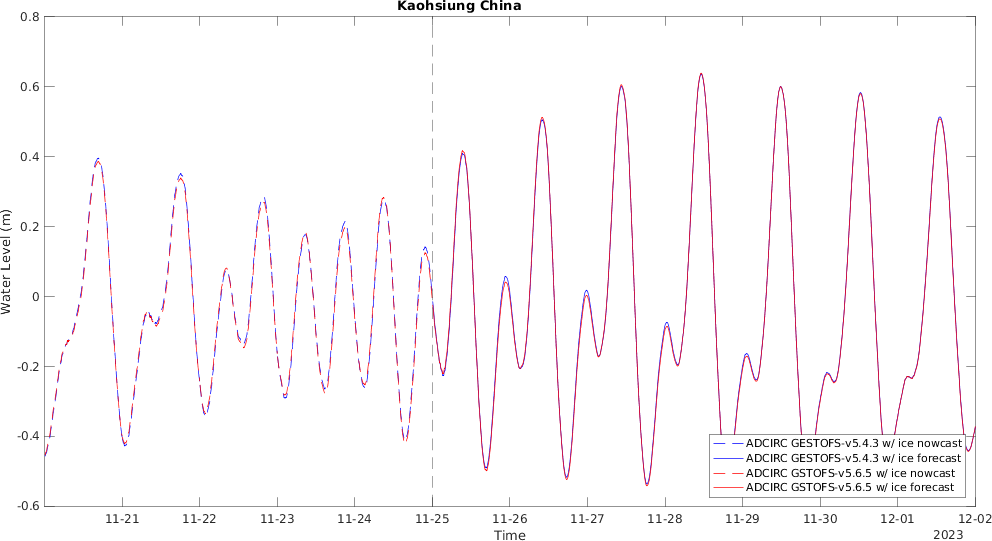 Kaohsiung China
0.8
0.6
0.4
0.2
0
-0.2
-0.4
-0.6
Water Level (m)
ADCIRC GESTOFS-v5.4.3 w/ ice nowcast
ADCIRC GESTOFS-v5.4.3 w/ ice forecast
ADCIRC GSTOFS-v5.6.5 w/ ice nowcast
ADCIRC GSTOFS-v5.6.5 w/ ice forecast
11-21 11-22 11-23 11-24 11-25 11-26 11-27 11-28 11-29 11-30 12-01 12-02
Time
2023